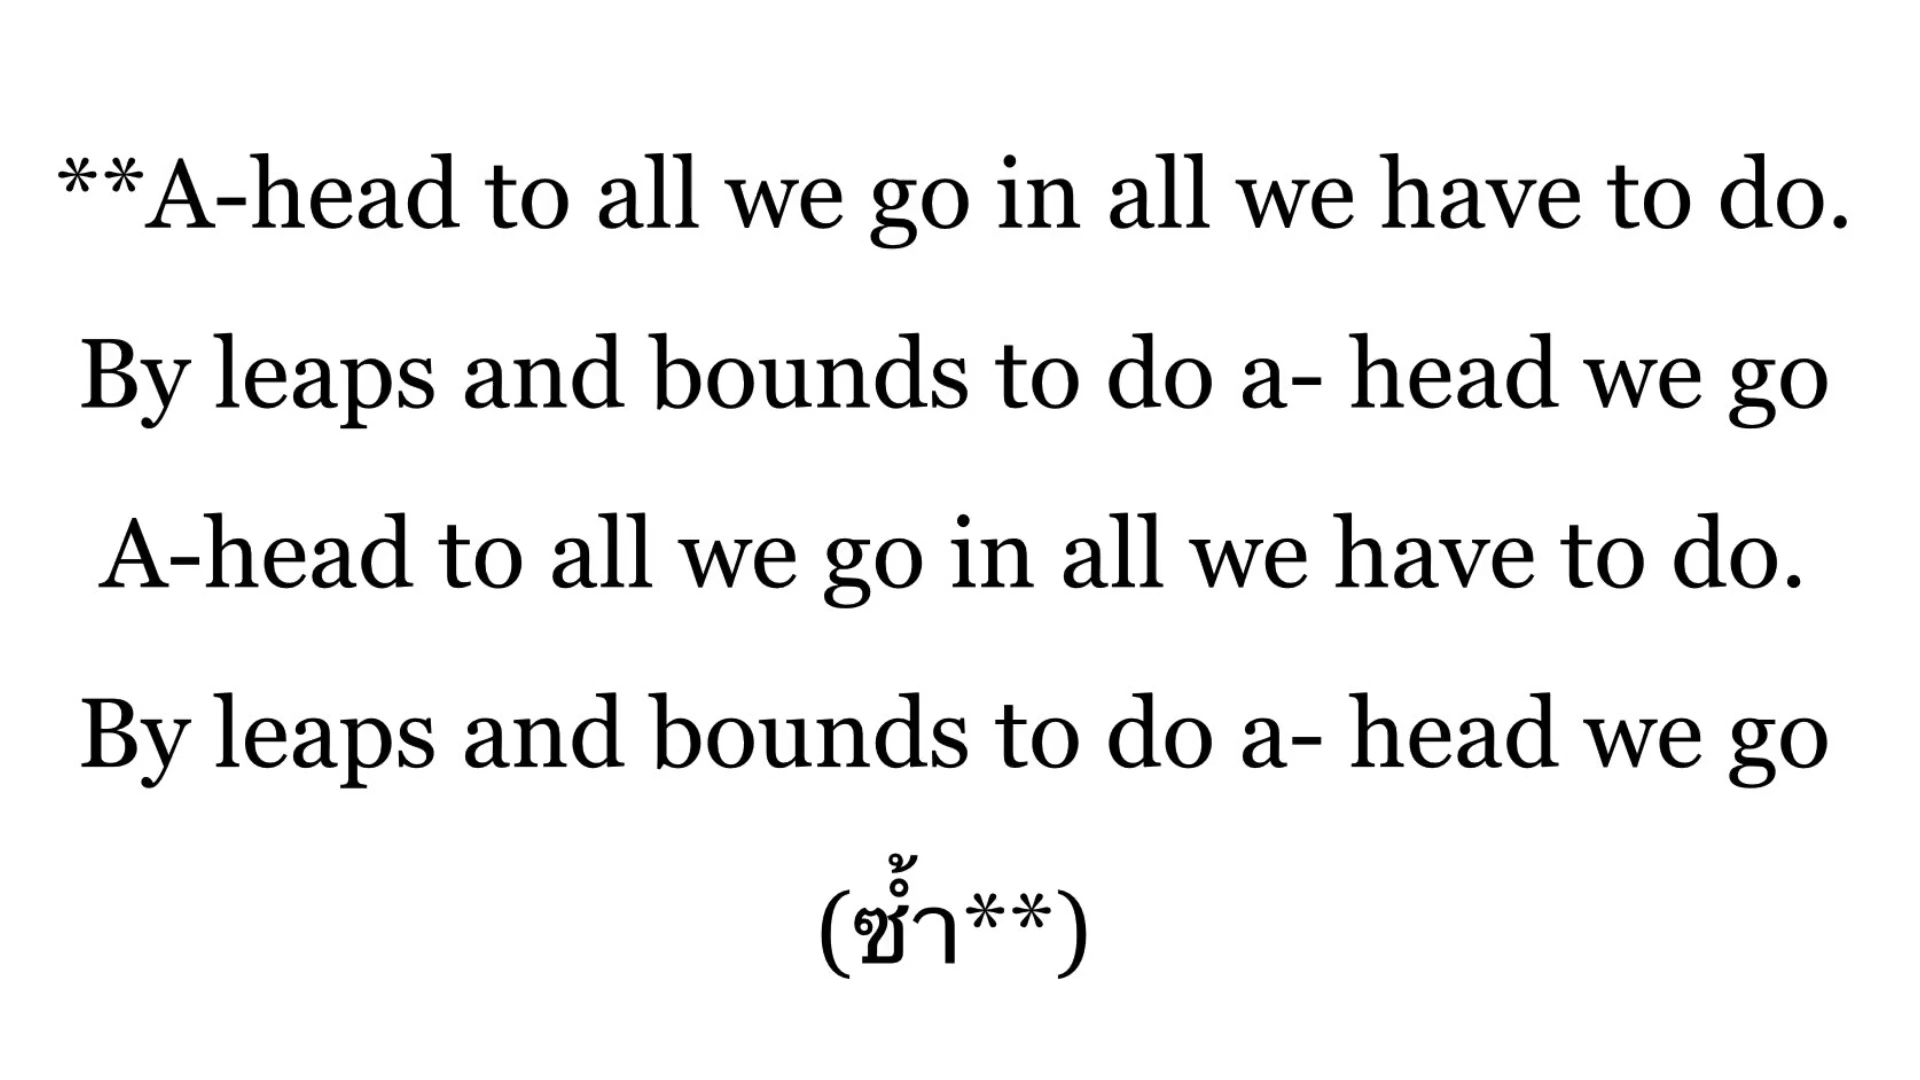 **A-head to all we go in all we have to do.
By leaps and bounds to do a- head we go
A-head to all we go in all we have to do.
By leaps and bounds to do a- head we go
(ซ้ำ**)